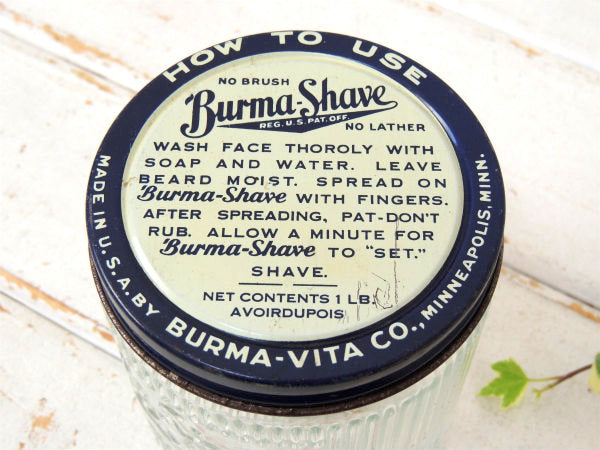 HOW TO USE
NO BRUSH
Burma-Shave
REG. U.S. PAT. OFF.
NO LATHER
WASH FACE THOROLY WITH
SOAP AND WATER. LEAVE
BEARD MOIST. SPREAD ON
Burma-Shave WITH FINGERS.
AFTER SPREADING, PAT-DON'T
RUB. ALLOW A MINUTE FOR
Burma-Shave TO "SET."
SHAVE.
NET CONTENTS 1 LB.
AVOIRDUPOIS
MADE IN U.S.A. BY BURMA-VITA CO., MINNEAPOLIS, MINN.